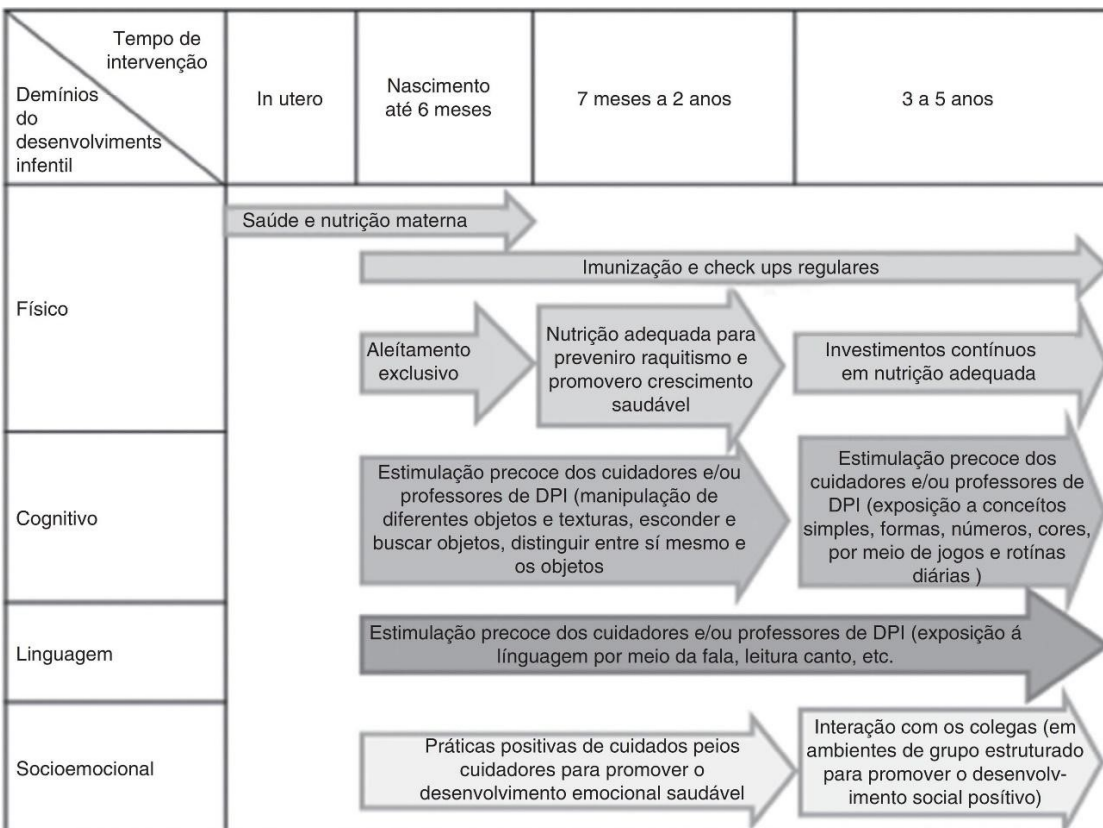 Tempo de
intervenção
Demínios
do
desenvolviments
infentil
In utero
Nascimento
até 6 meses
7 meses a 2 anos
3 a 5 anos
Físico
Saúde e nutrição materna
Imunização e check ups regulares
Aleítamento
exclusivo
Nutrição adequada para
preveniro raquitismo e
promovero crescimento
saudável
Investimentos contínuos
em nutrição adequada
Cognitivo
Estimulação precoce dos cuidadores e/ou
professores de DPI (manipulação de
diferentes objetos e texturas, esconder e
buscar objetos, distinguir entre sí mesmo e
os objetos
Estimulação precoce dos
cuidadores e/ou professores de
DPI (exposição a conceítos
simples, formas, números, cores,
por meio de jogos e rotínas
diárias )
Linguagem
Estimulação precoce dos cuidadores e/ou professores de DPI (exposição á
línguagem por meio da fala, leitura canto, etc.
Socioemocional
Práticas positivas de cuidados peios
cuidadores para promover o
desenvolvimento emocional saudável
Interação com os colegas (em
ambientes de grupo estruturado
para promover o desenvolv-
imento social posítivo)